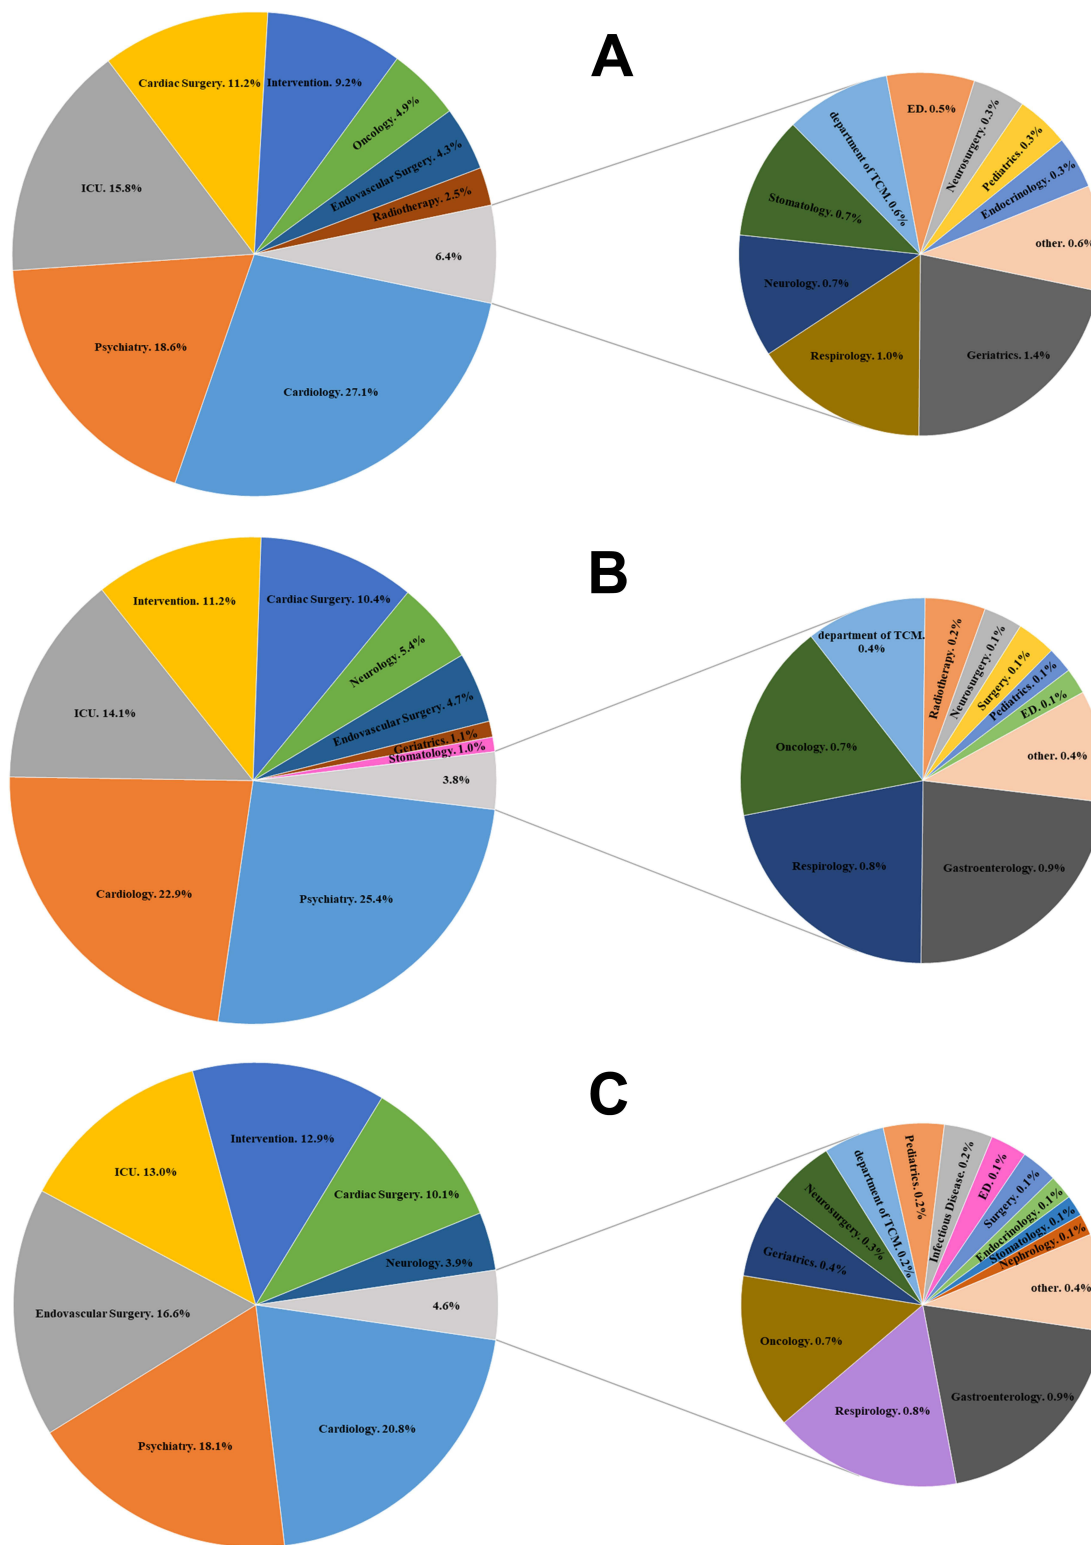 A
Cardiac Surgery. 11.2%
Intervention. 9.2%
Oncology. 4.9%
Endovascular Surgery. 4.3%
Radiotherapy. 2.5%
6.4%
Cardiology. 27.1%
Psychiatry. 18.6%
ICU. 15.8%
department of TCM. 0.6%
ED. 0.5%
Neurosurgery. 0.3%
Pediatrics. 0.3%
Endocrinology. 0.3%
other. 0.6%
Geriatrics. 1.4%
Respirology. 1.0%
Neurology. 0.7%
Stomatology. 0.7%
B
Intervention. 11.2%
Cardiac Surgery. 10.4%
Neurology. 5.4%
Endovascular Surgery. 4.7%
Geriatrics. 1.1%
Stomatology. 1.0%
3.8%
Psychiatry. 25.4%
Cardiology. 22.9%
ICU. 14.1%
department of TCM.
0.4%
Radiotherapy. 0.2%
Neurosurgery. 0.1%
Surgery. 0.1%
Pediatrics. 0.1%
ED. 0.1%
other. 0.4%
Gastroenterology. 0.9%
Respirology. 0.8%
Oncology. 0.7%
C
ICU. 13.0%
Intervention. 12.9%
Cardiac Surgery. 10.1%
Neurology. 3.9%
4.6%
Cardiology. 20.8%
Psychiatry. 18.1%
Endovascular Surgery. 16.6%
Neurosurgery. 0.3%
department of TCM. 0.2%
Pediatrics. 0.2%
Infectious Disease. 0.2%
ED. 0.1%
Surgery. 0.1%
Endocrinology. 0.1%
Stomatology. 0.1%
Nephrology. 0.1%
other. 0.4%
Gastroenterology. 0.9%
Respirology. 0.8%
Oncology. 0.7%
Geriatrics. 0.4%